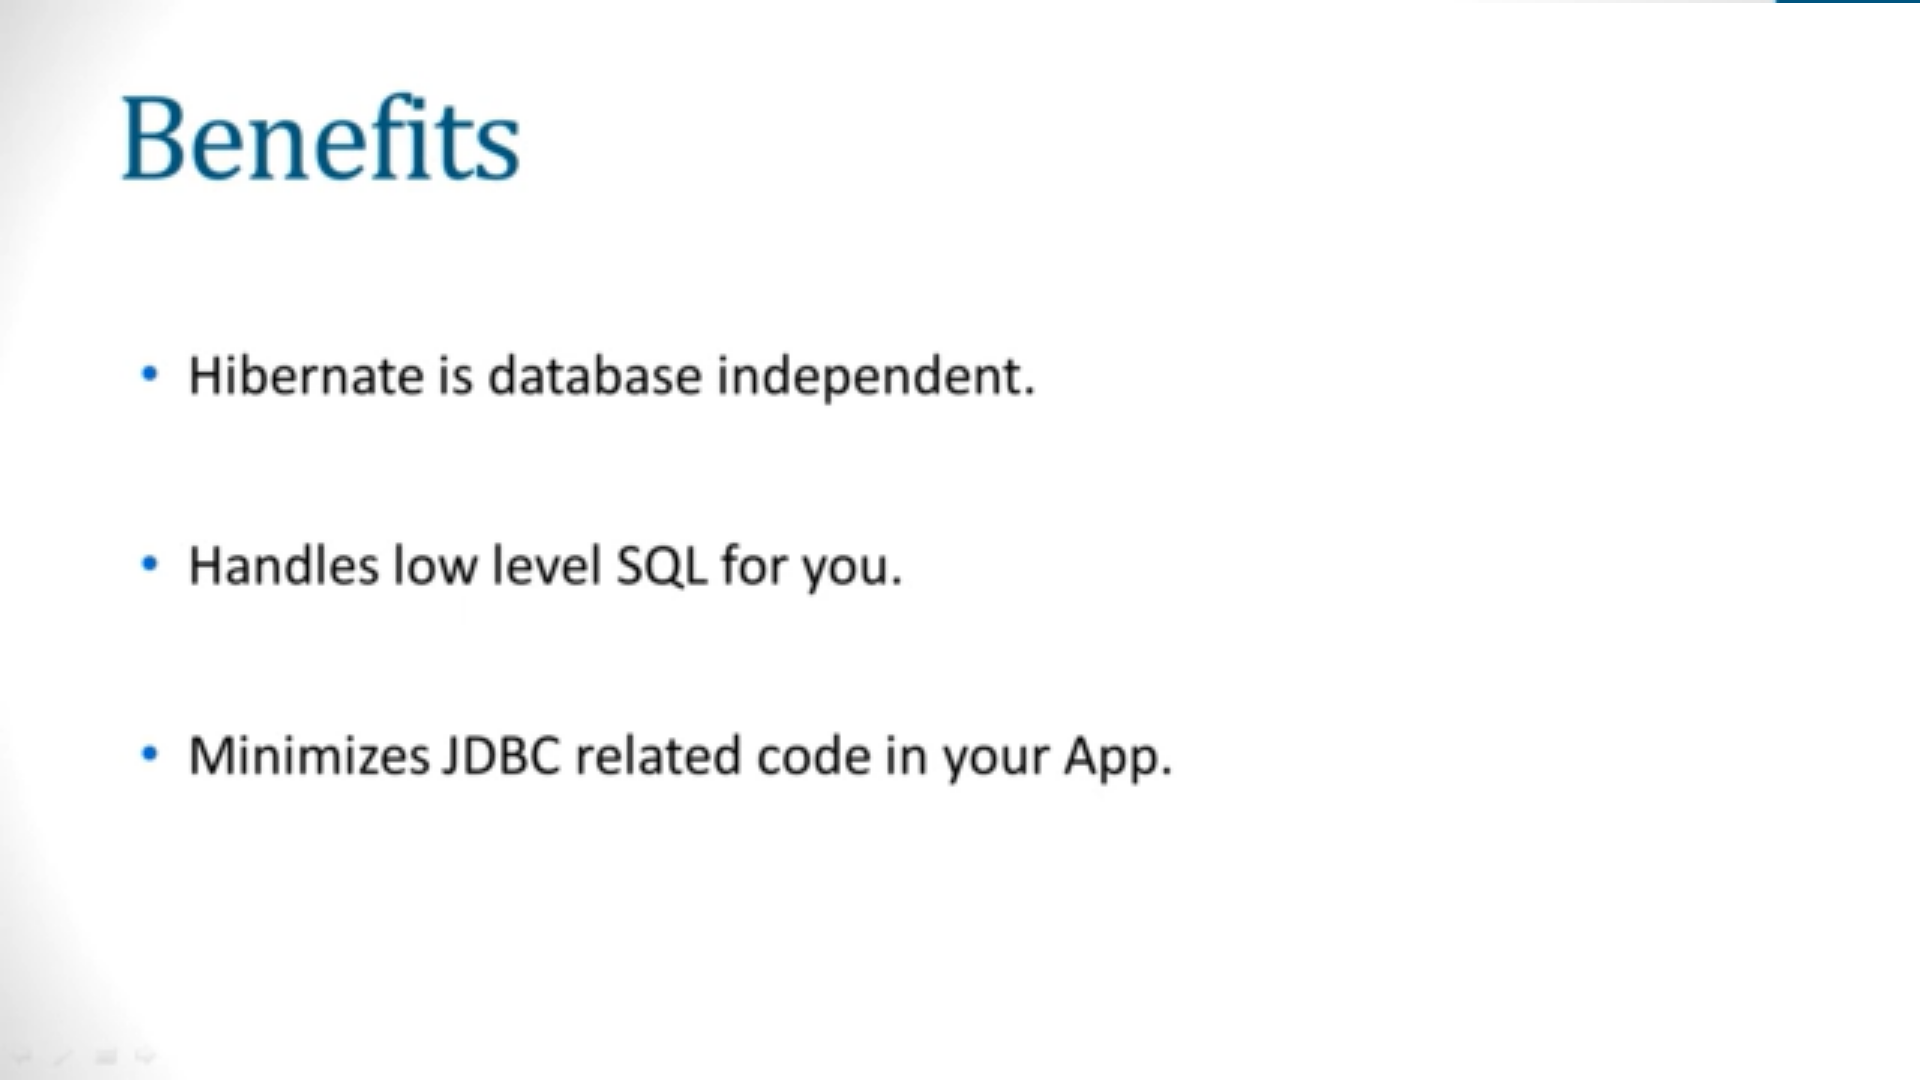 Benefits
• Hibernate is database independent.
• Handles low level SQL for you.
• Minimizes JDBC related code in your App.